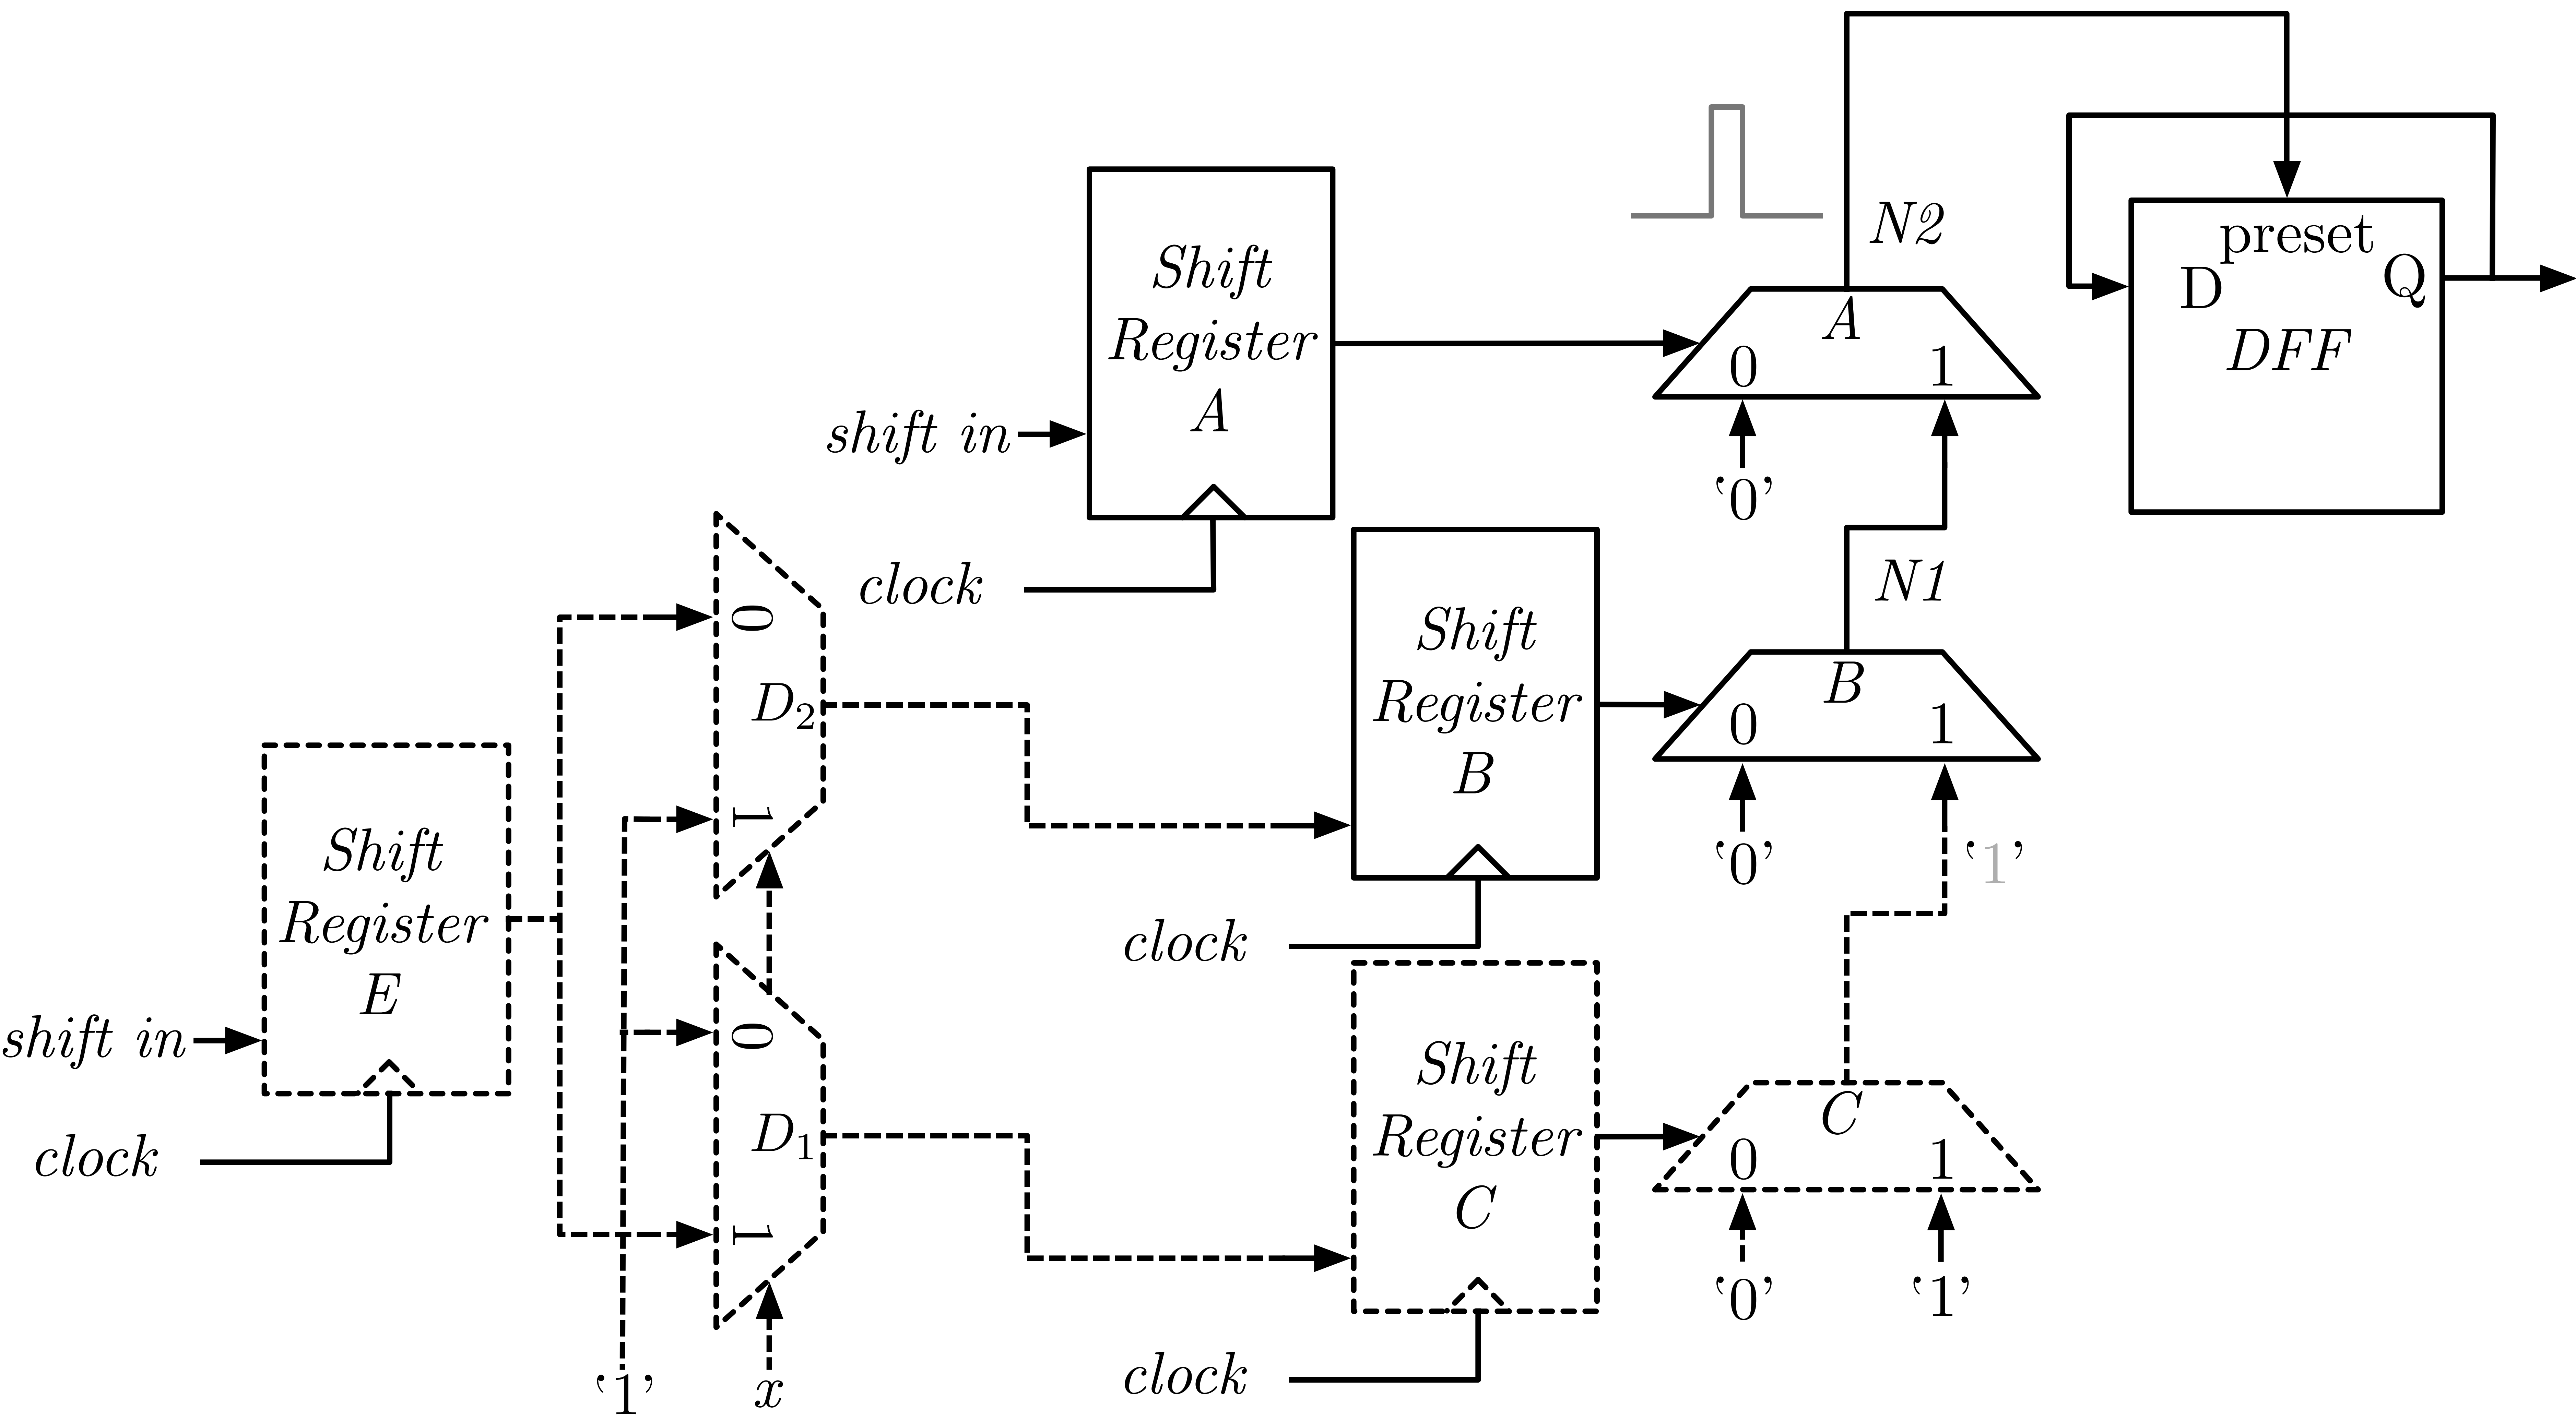 N2
Shift
Register
A
preset
D
Q
DFF
A
0
1
shift in
‘0’
clock
N1
0
D2
1
Shift
Register
B
B
0
1
Shift
Register
E
‘0’
‘1’
clock
shift in
0
D1
1
Shift
Register
C
C
0
1
clock
‘0’
‘1’
‘1’
x
clock